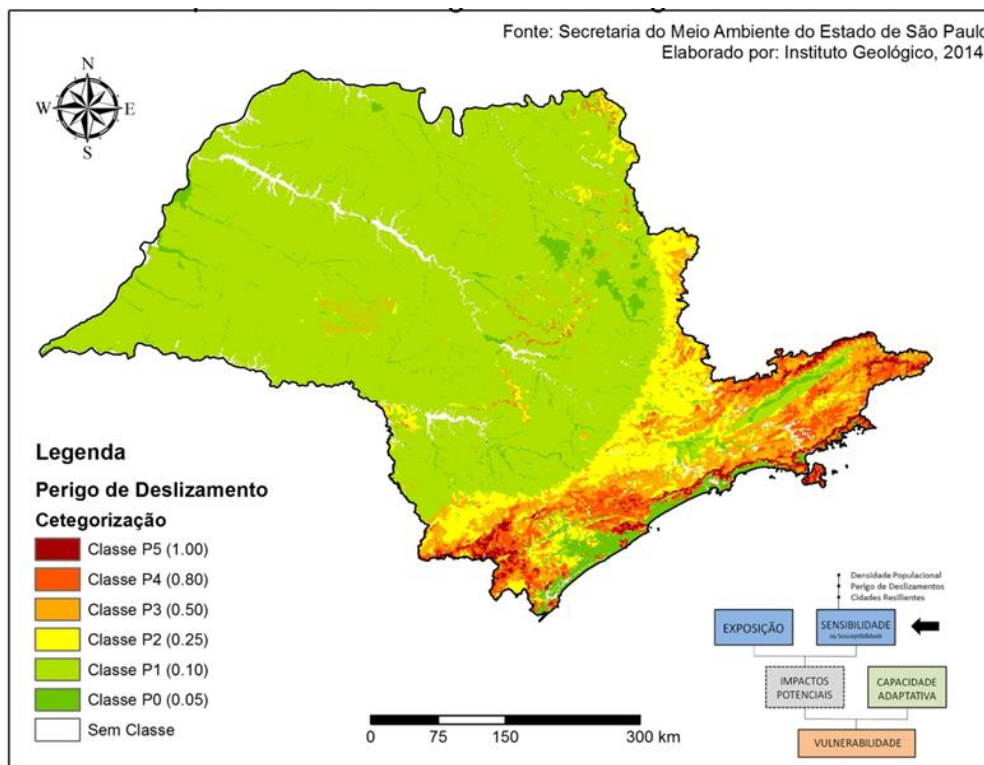 Fonte: Secretaria do Meio Ambiente do Estado de São Paulo
Elaborado por: Instituto Geológico, 2014
N
W E
S
Legenda
Perigo de Deslizamento
Cetegorização
Classe P5 (1.00)
Classe P4 (0.80)
Classe P3 (0.50)
Classe P2 (0.25)
Classe P1 (0.10)
Classe P0 (0.05)
Sem Classe
0 75 150 300 km
Densidade Populacional
Perigo de Deslizamentos
Cidades Resilientes
EXPOSIÇÃO
SENSIBILIDADE
ou Susceptibilidade
IMPACTOS
POTENCIAIS
CAPACIDADE
ADAPTATIVA
VULNERABILIDADE